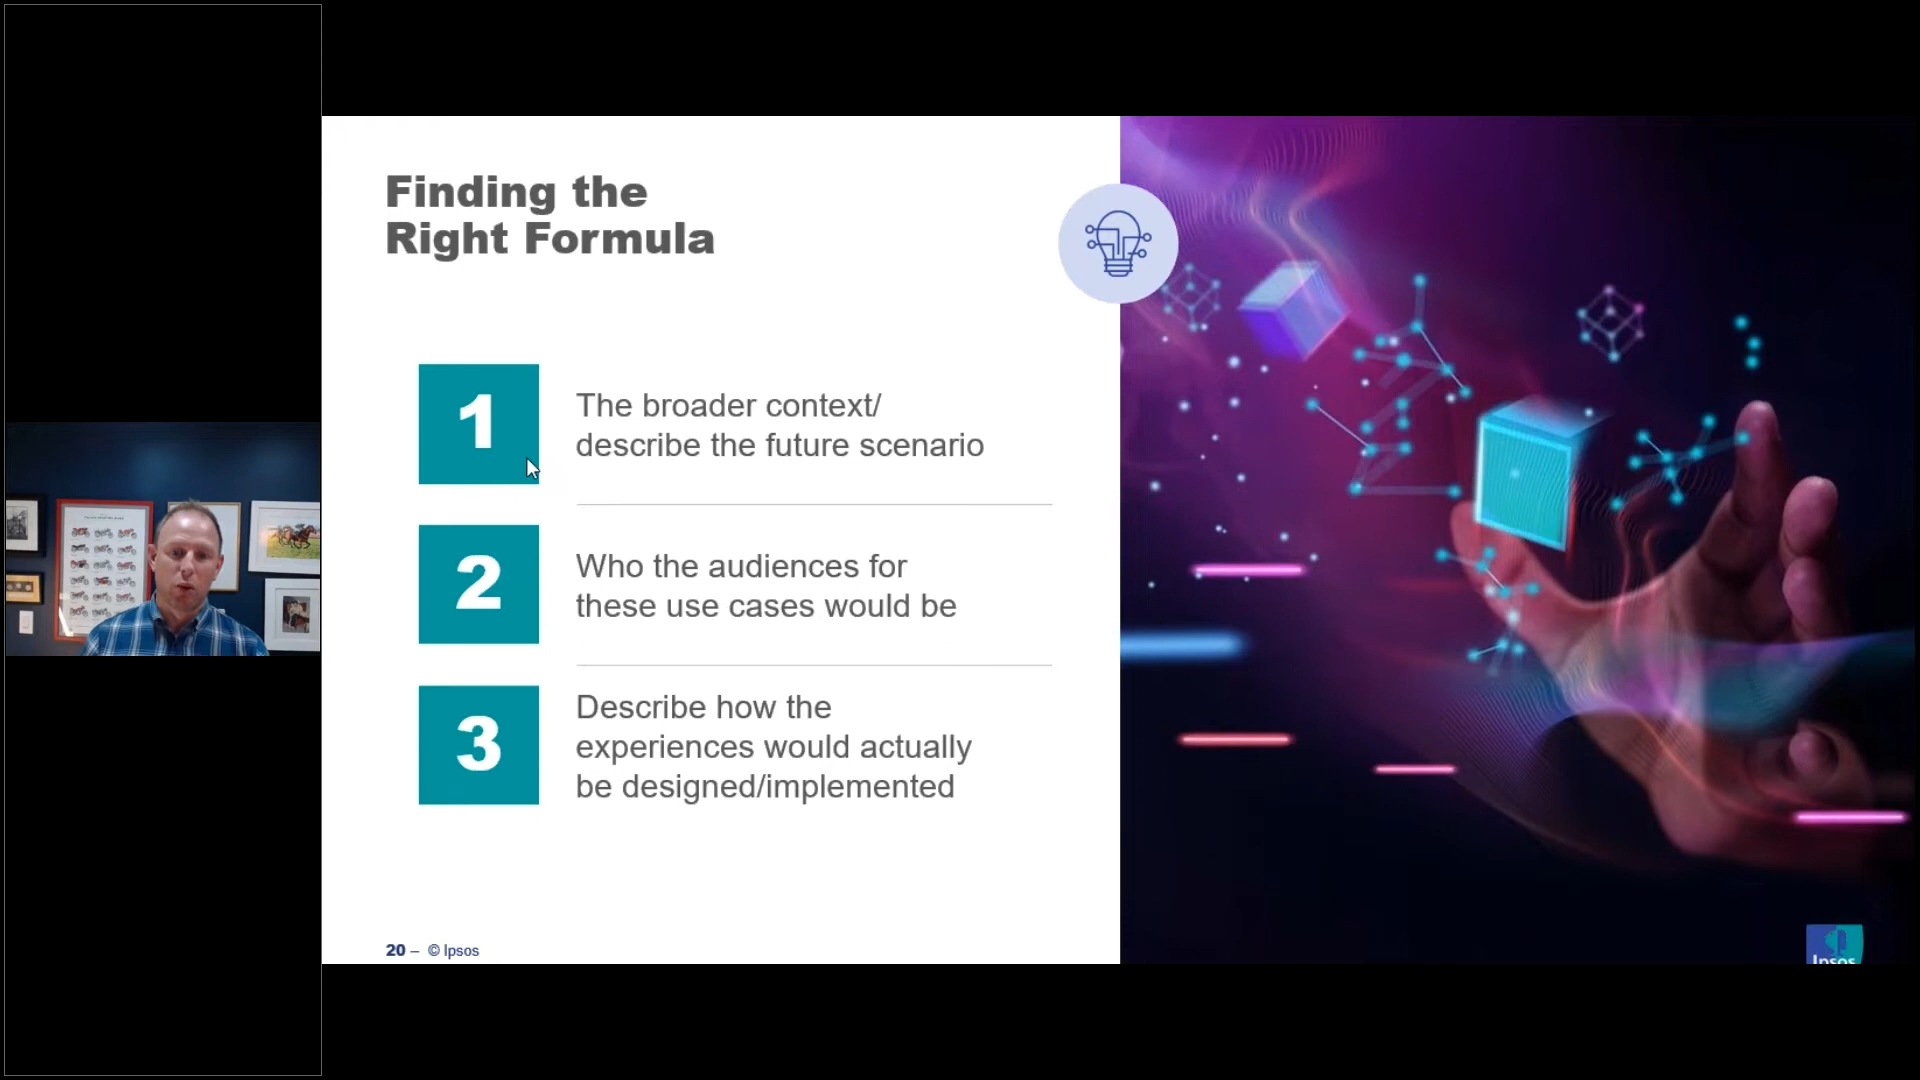 Finding the
Right Formula
1
The broader context/
describe the future scenario
2
Who the audiences for
these use cases would be
3
Describe how the
experiences would actually
be designed/implemented
20 – © Ipsos
Ipsos